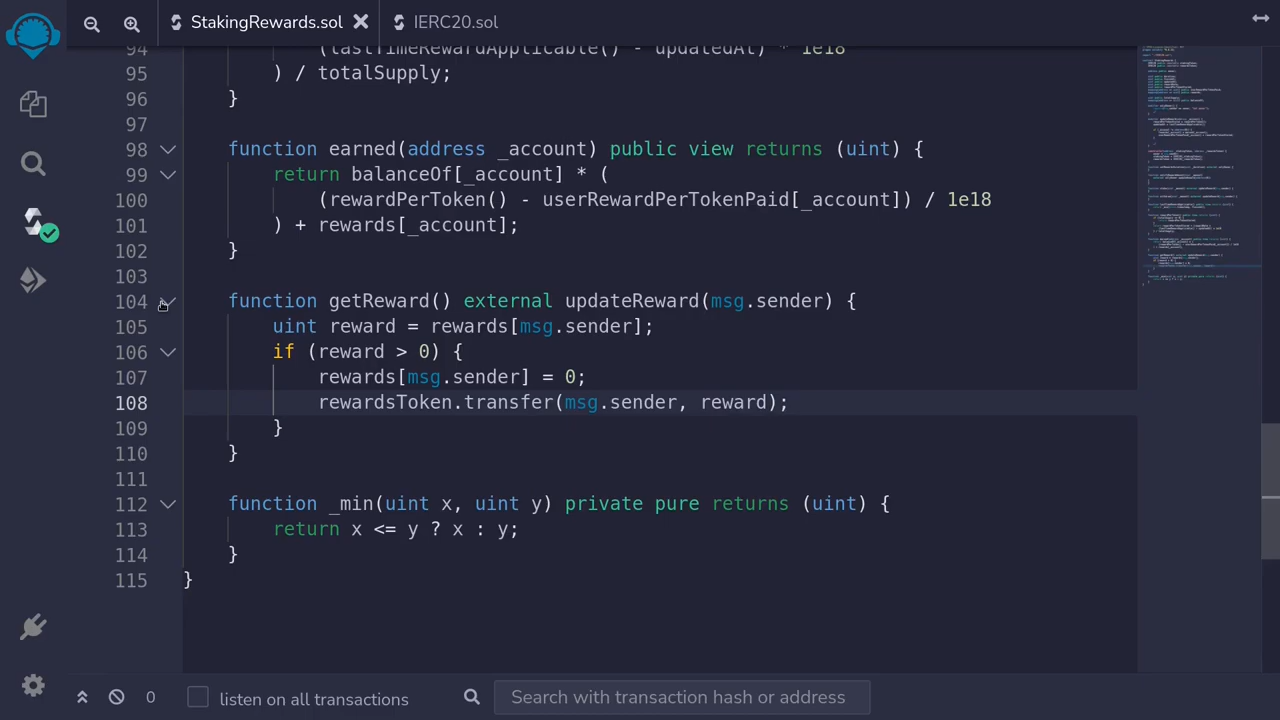 StakingRewards.sol
IERC20.sol
94 (lastTimeRewardApplicable() - updatedAt) * 1e18
95 ) / totalSupply;
96 }
97
98 function earned(address _account) public view returns (uint) {
99 return balanceOf[_account] * (
100 (rewardPerToken() - userRewardPerTokenPaid[_account]) / 1e18
101 ) + rewards[_account];
102 }
103
104 function getReward() external updateReward(msg.sender) {
105 uint reward = rewards[msg.sender];
106 if (reward > 0) {
107 rewards[msg.sender] = 0;
108 rewardsToken.transfer(msg.sender, reward);
109 }
110 }
111
112 function _min(uint x, uint y) private pure returns (uint) {
113 return x <= y ? x : y;
114 }
115 }
0 listen on all transactions Search with transaction hash or address